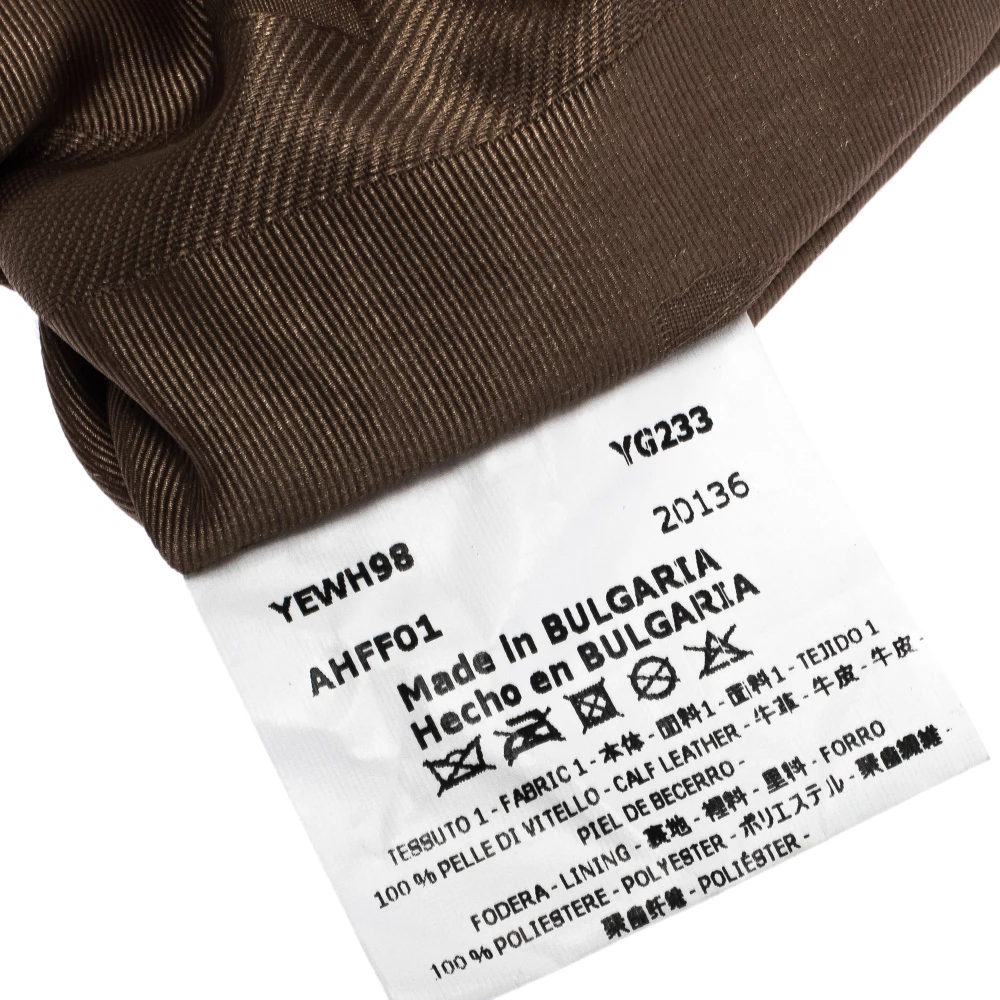 YG233
20136
YEWH98
AHFF01
Made In BULGARIA
Hecho en BULGARIA
TESSUTO 1 - FABRIC 1 - 本体 - 面料1 - 面料1 - TEJIDO 1
100 % PELLE DI VITELLO - CALF LEATHER - 牛革 - 牛皮 - 牛皮 -
PIEL DE BECERRO -
FODERA - LINING - 裏地 - 裡料 - 里料 - FORRO
100 % POLIESTERE - POLYESTER - ポリエステル - 聚酯纖維 -
聚酯纤维 - POLIÉSTER -